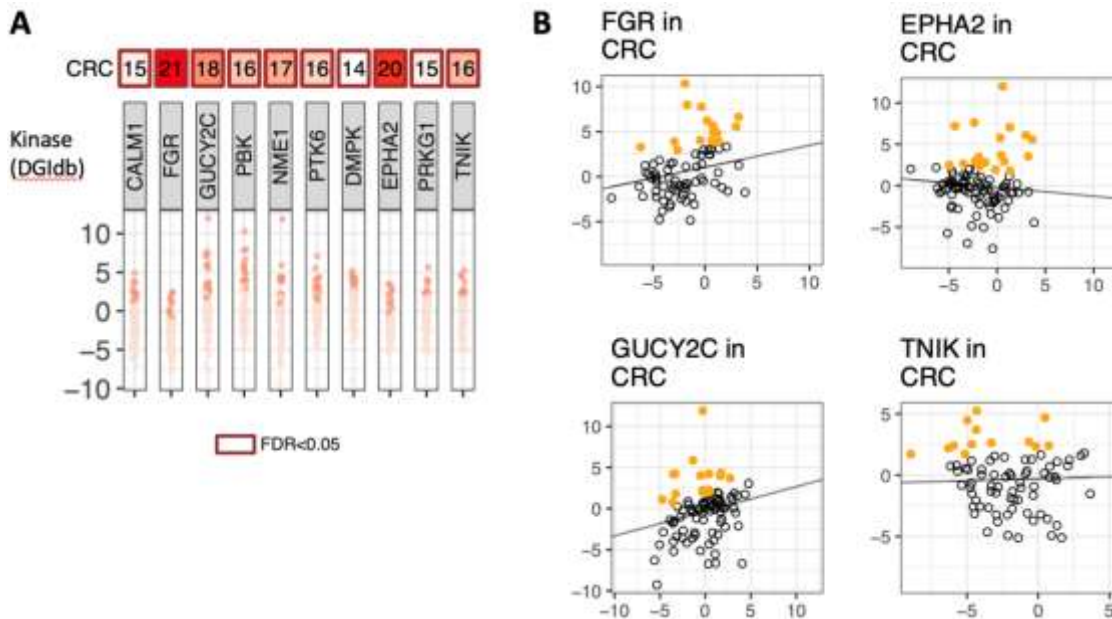 A
CRC 15 21 18 16 17 16 14 20 15 16
Kinase
(DGIdb)
CALM1 FGR GUCY2C PBK NME1 PTK6 DMPK EPHA2 PRKG1 TNIK
10
5
0
−5
−10
FDR<0.05
B
FGR in
CRC
10
5
0
−5
−5 0 5 10
EPHA2 in
CRC
10
5
0
−5
−5 0 5 10
GUCY2C in
CRC
10
5
0
−5
−10
−10 −5 0 5 10
TNIK in
CRC
5
0
−5
−5 0 5